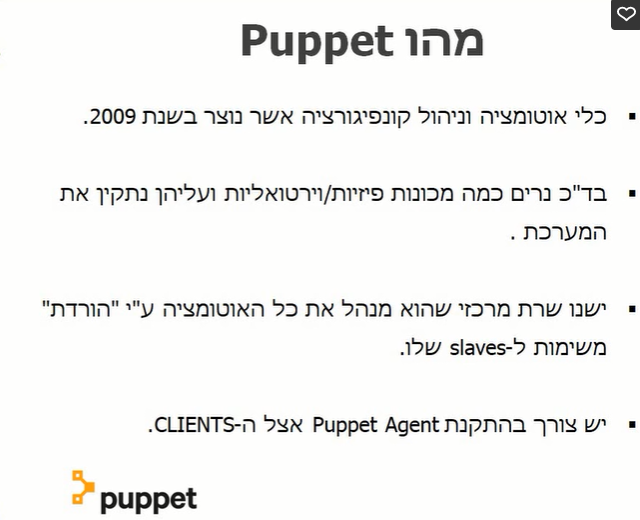 מהו Puppet
▪ כלי אוטומציה וניהול קונפיגורציה אשר נוצר בשנת 2009.
▪ בד"כ נרים כמה מכונות פיזיות/וירטואליות ועליהן נתקין את
המערכת .
▪ ישנו שרת מרכזי שהוא מנהל את כל האוטומציה ע"י "הורדת"
משימות ל-slaves שלו.
▪ יש צורך בהתקנת Puppet Agent אצל ה-CLIENTS.
puppet